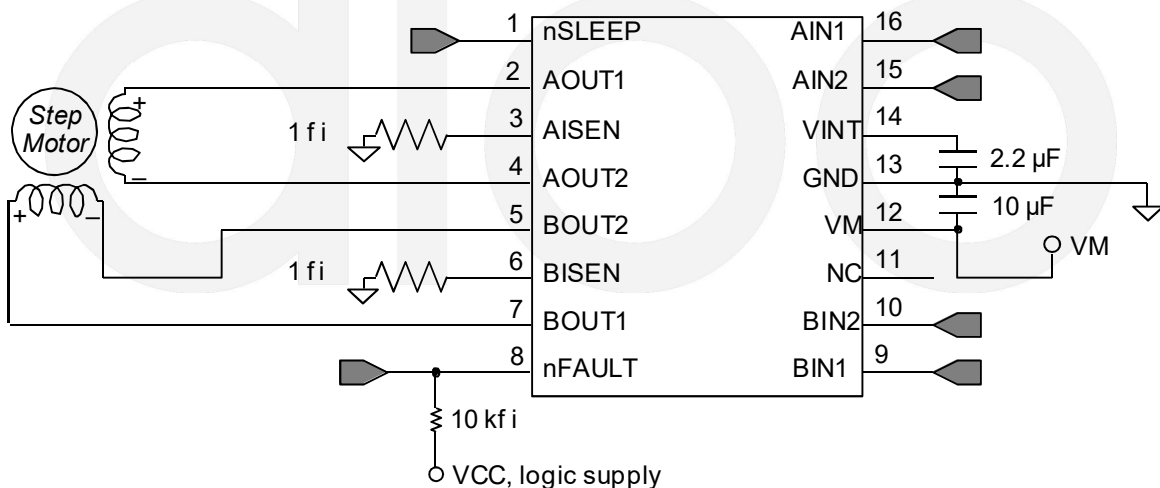 1 nSLEEP AIN1 16
2 AOUT1 AIN2 15
Step
Motor
+
−
1 fi 3 AISEN VINT 14
2.2 µF
4 AOUT2 GND 13
+ −
10 µF
5 BOUT2 VM 12
VM
1 fi 6 BISEN NC 11
7 BOUT1 BIN2 10
8 nFAULT BIN1 9
10 kfi
VCC, logic supply
dioo